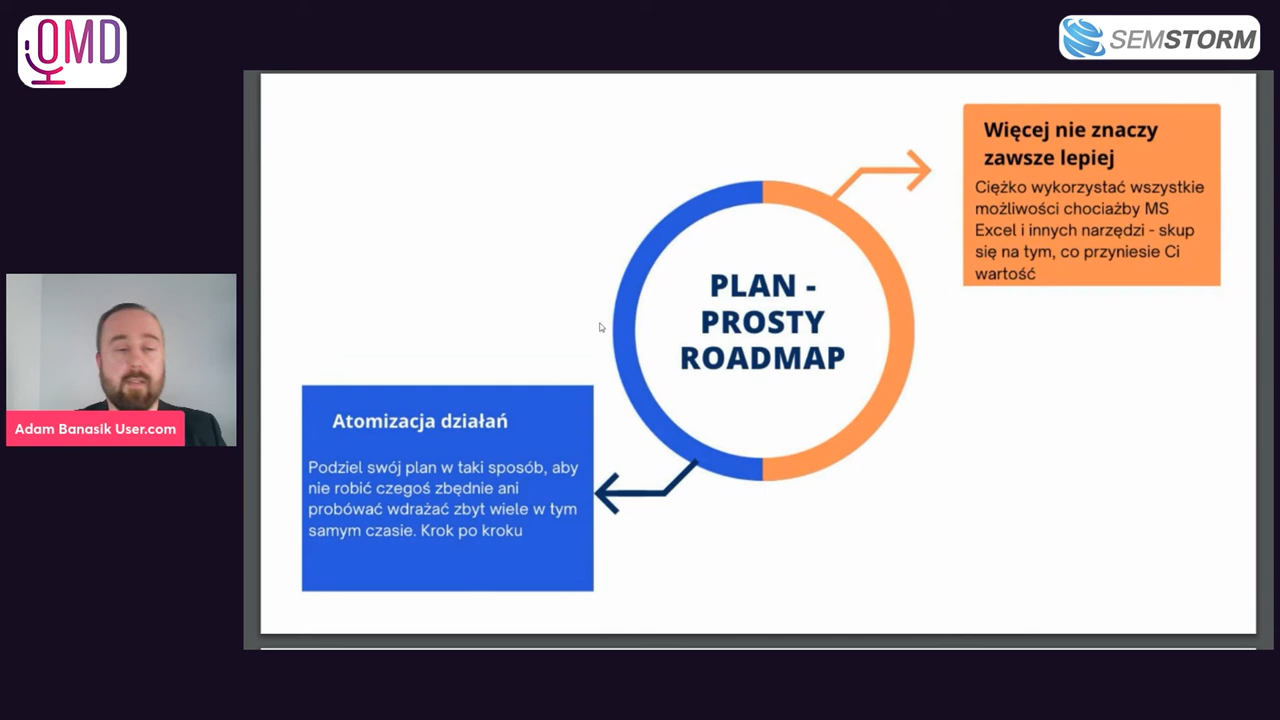 OMD
SEMSTORM
Więcej nie znaczy
zawsze lepiej
Ciężko wykorzystać wszystkie
możliwości chociażby MS
Excel i innych narzędzi - skup
się na tym, co przyniesie Ci
wartość
PLAN -
PROSTY
ROADMAP
Atomizacja działań
Podziel swój plan w taki sposób, aby
nie robić czegoś zbędnie ani
probówać wdrażać zbyt wiele w tym
samym czasie. Krok po kroku
Adam Banasik User.com